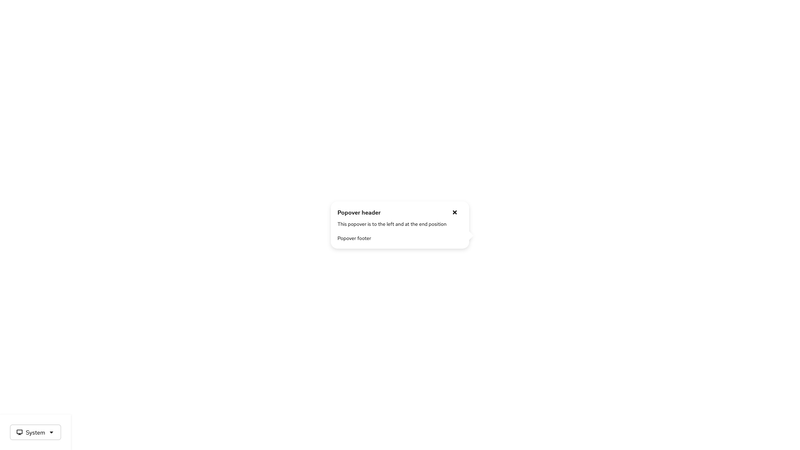 Popover header
This popover is to the left and at the end position
Popover footer
System